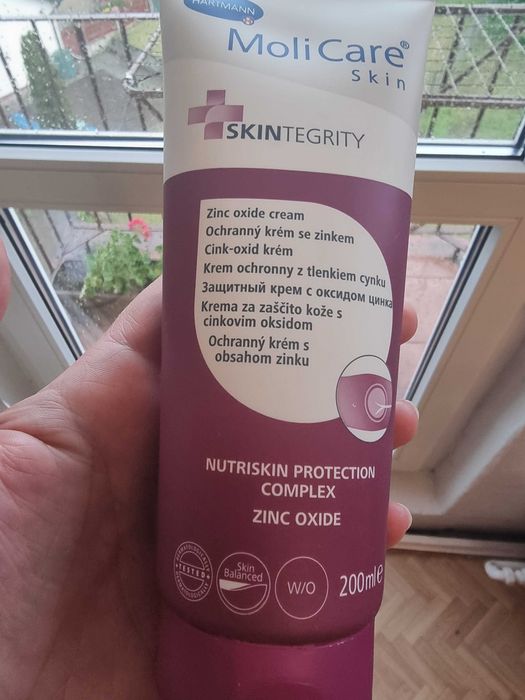 HARTMANN
MoliCare®
Skin
SKINTEGRITY
Zinc oxide cream
Ochranný krém se zinkem
Cink-oxid krém
Krem ochronny z tlenkiem cynku
Защитный крем с оксидом цинка
Krema za zaščito kože s
cinkovim oksidom
Ochranný krém s
obsahom zinku
NUTRISKIN PROTECTION
COMPLEX
ZINC OXIDE
DERMATOLOGICALLY
TESTED
DERMATOLOGICALLY
Skin
Balanced
W/O
200ml e